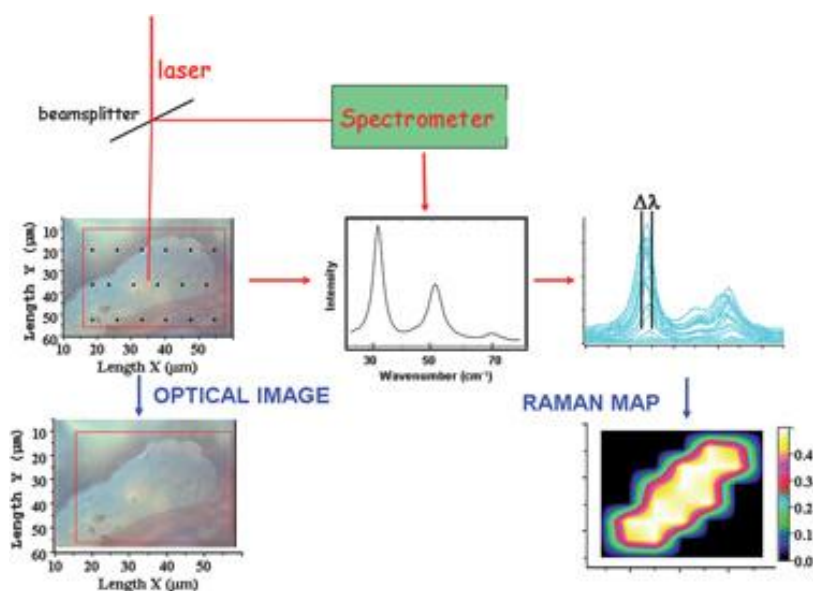 laser
beamsplitter
Spectrometer
Length Y (µm)
10
20
30
40
50
60
10 20 30 40 50
Length X (µm)
Intensity
30 50 70
Wavenumber (cm⁻¹)
Δλ
OPTICAL IMAGE
RAMAN MAP
Length Y (µm)
10
20
30
40
50
60
10 20 30 40 50
Length X (µm)
0.4
0.3
0.2
0.1
0.0